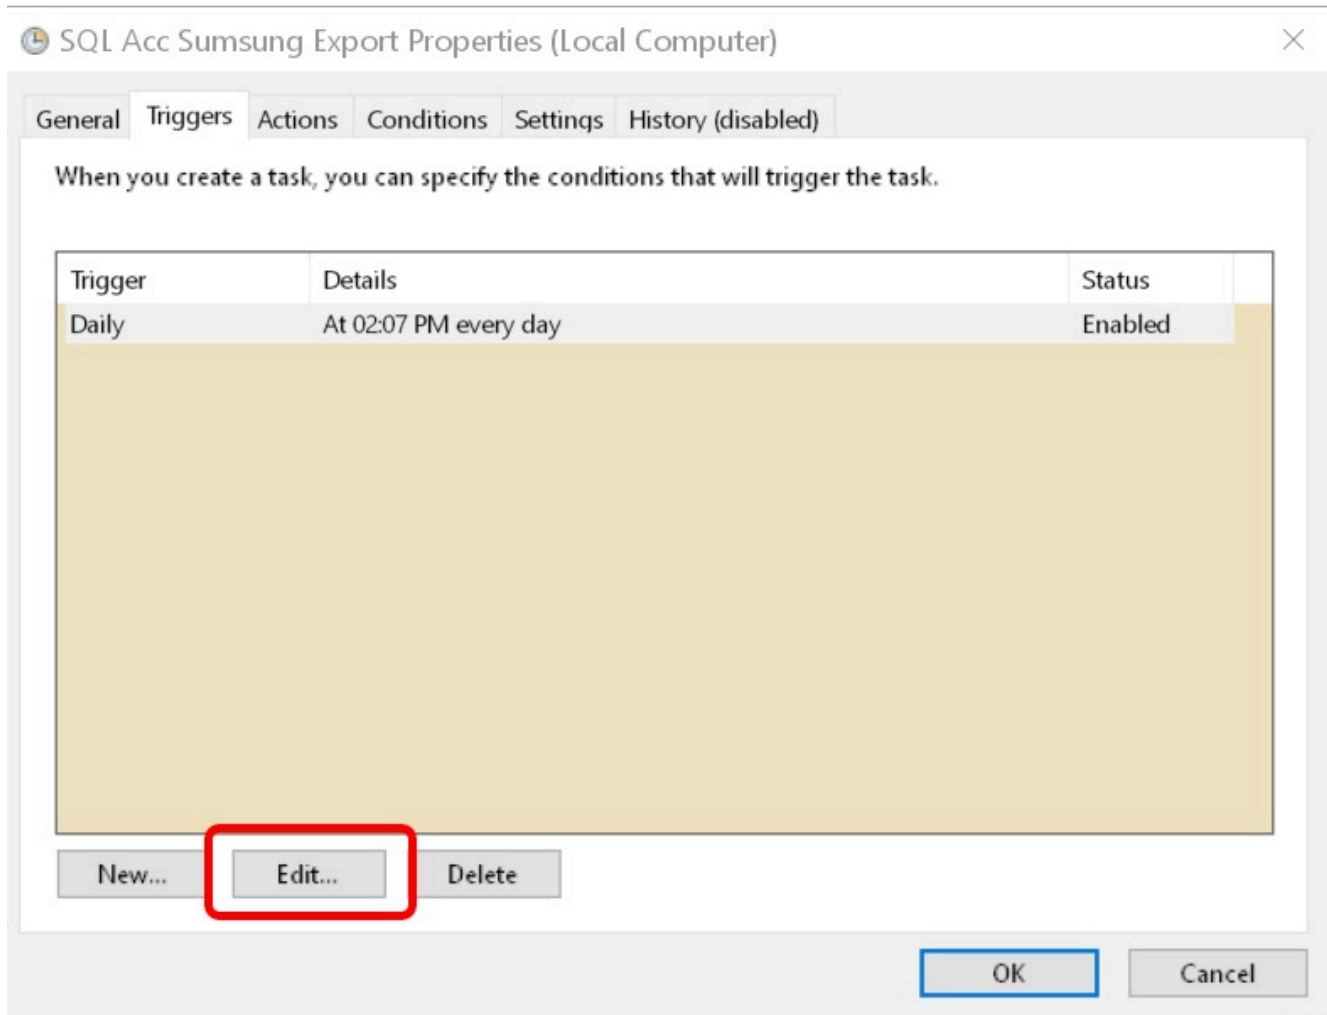 SQL Acc Sumsung Export Properties (Local Computer)
General Triggers Actions Conditions Settings History (disabled)
When you create a task, you can specify the conditions that will trigger the task.
Trigger Details Status
Daily At 02:07 PM every day Enabled
New... Edit... Delete
OK Cancel